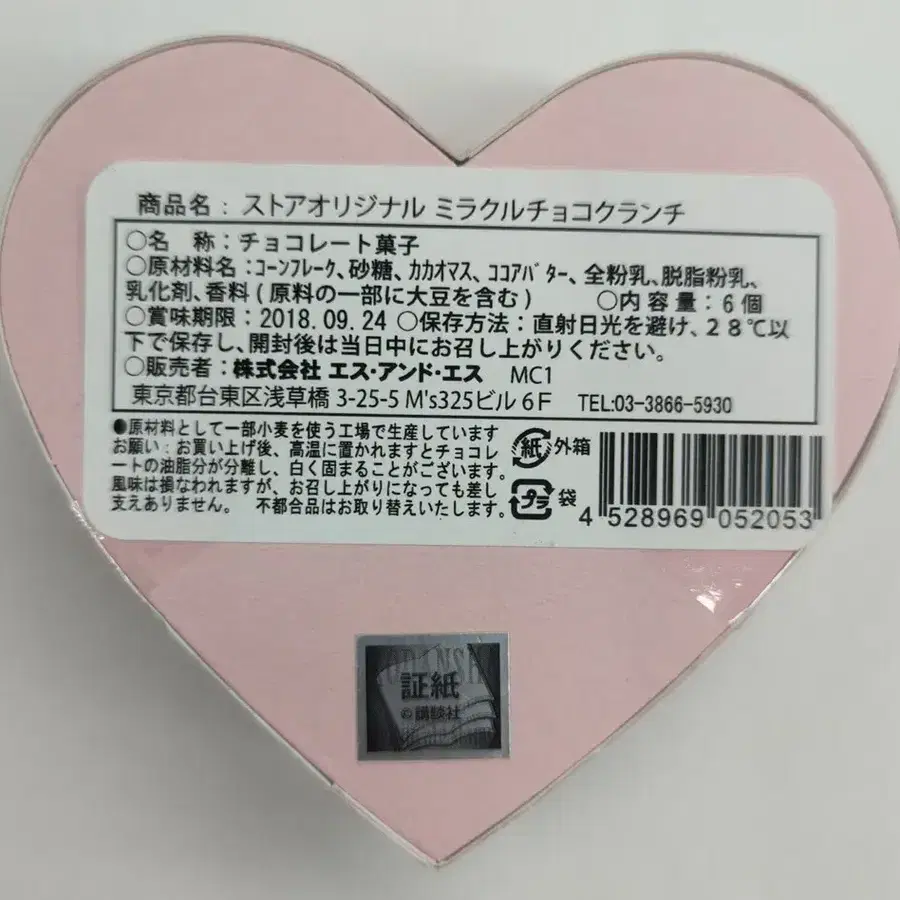 商品名：ストアオリジナル ミラクルチョコクランチ
○名　称：チョコレート菓子
○原材料名：コーンフレーク、砂糖、カカオマス、ココアバター、全粉乳、脱脂粉乳、
乳化剤、香料(原料の一部に大豆を含む)　○内容量：6個
○賞味期限：2018.09.24 ○保存方法：直射日光を避け、28℃以
下で保存し、開封後は当日中にお召し上がりください。
○販売者：株式会社 エス・アンド・エス　MC1
東京都台東区浅草橋 3-25-5 M's325ビル 6F　TEL:03-3866-5930
●原材料として一部小麦を使う工場で生産しています
お願い：お買い上げ後、高温に置かれますとチョコレ
ートの油脂分が分離し、白く固まることがございます。
風味は損なわれますが、お召し上がりになっても差し
支えありません。　不都合品はお取り替えいたします。
紙 外箱
プラ 袋
4 528969 052053
KODANSH
証紙
©講談社